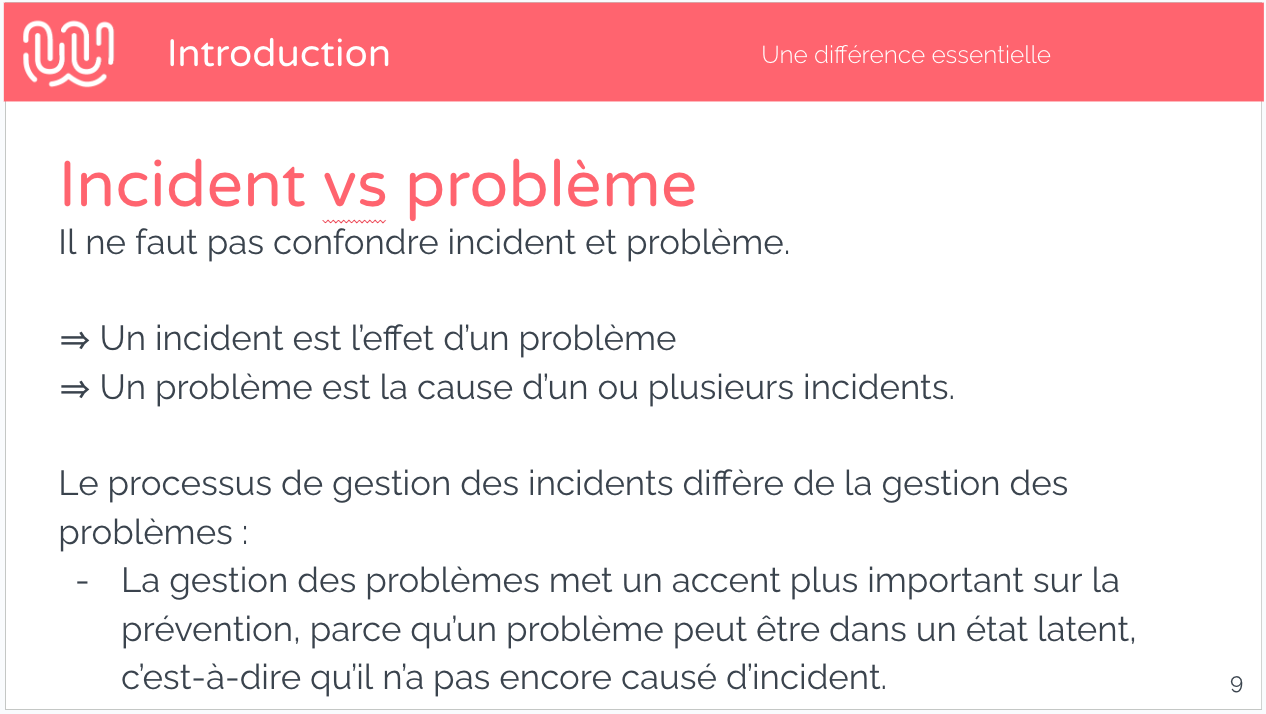 Introduction
Une différence essentielle
Incident vs problème
Il ne faut pas confondre incident et problème.
⇒ Un incident est l’effet d’un problème
⇒ Un problème est la cause d’un ou plusieurs incidents.
Le processus de gestion des incidents diffère de la gestion des
problèmes :
- La gestion des problèmes met un accent plus important sur la
prévention, parce qu’un problème peut être dans un état latent,
c’est-à-dire qu’il n’a pas encore causé d’incident.
9